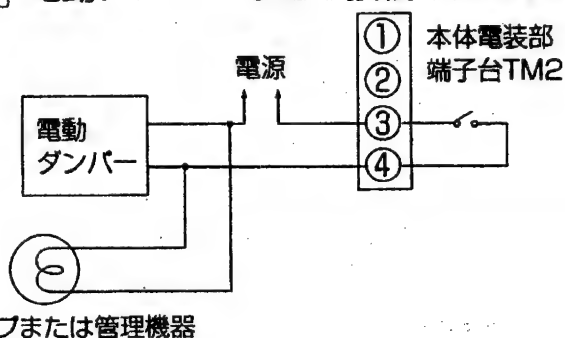 電源
①
②
③
④
本体電装部
端子台TM2
電動
ダンパー
プまたは管理機器